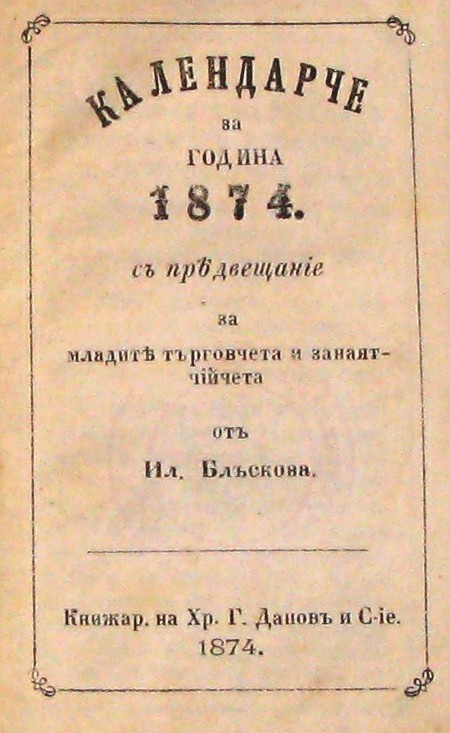 КАЛЕНДАРЧЕ
за
ГОДИНА
1874.
съ прѣдвещаніе
за
младитѣ търговчета и занаят-
чійчета
отъ
Ил. Блъскова.
Книжар. на Хр. Г. Дановъ и С-іе.
1874.